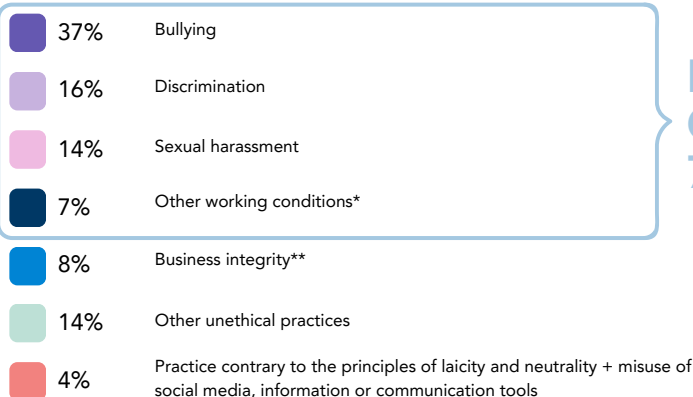 37% Bullying
16% Discrimination
14% Sexual harassment
7% Other working conditions*
8% Business integrity**
14% Other unethical practices
4% Practice contrary to the principles of laicity and neutrality + misuse of
social media, information or communication tools